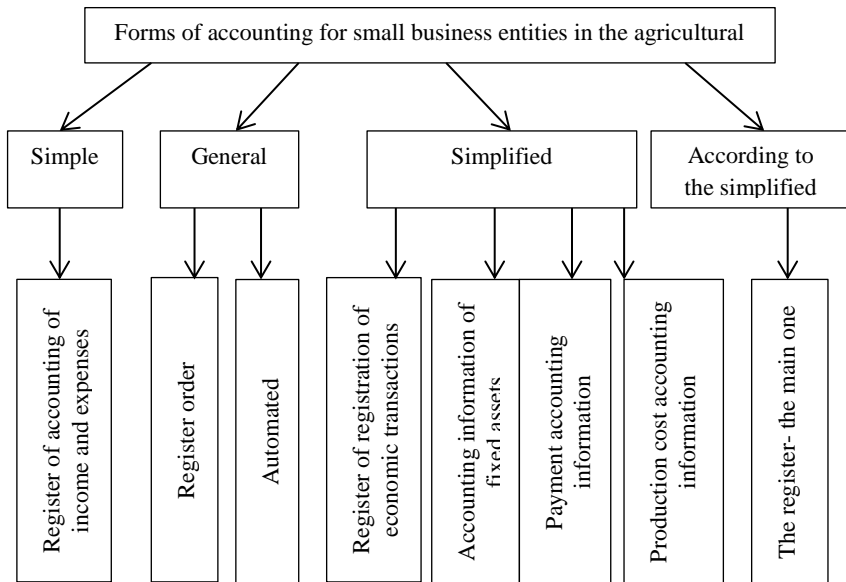 Forms of accounting for small business entities in the agricultural
Simple
General
Simplified
According to
the simplified
Register of accounting of
income and expenses
Register order
Automated
Register of registration of
economic transactions
Accounting information of
fixed assets
Payment accounting
information
Production cost accounting
information
The register- the main one